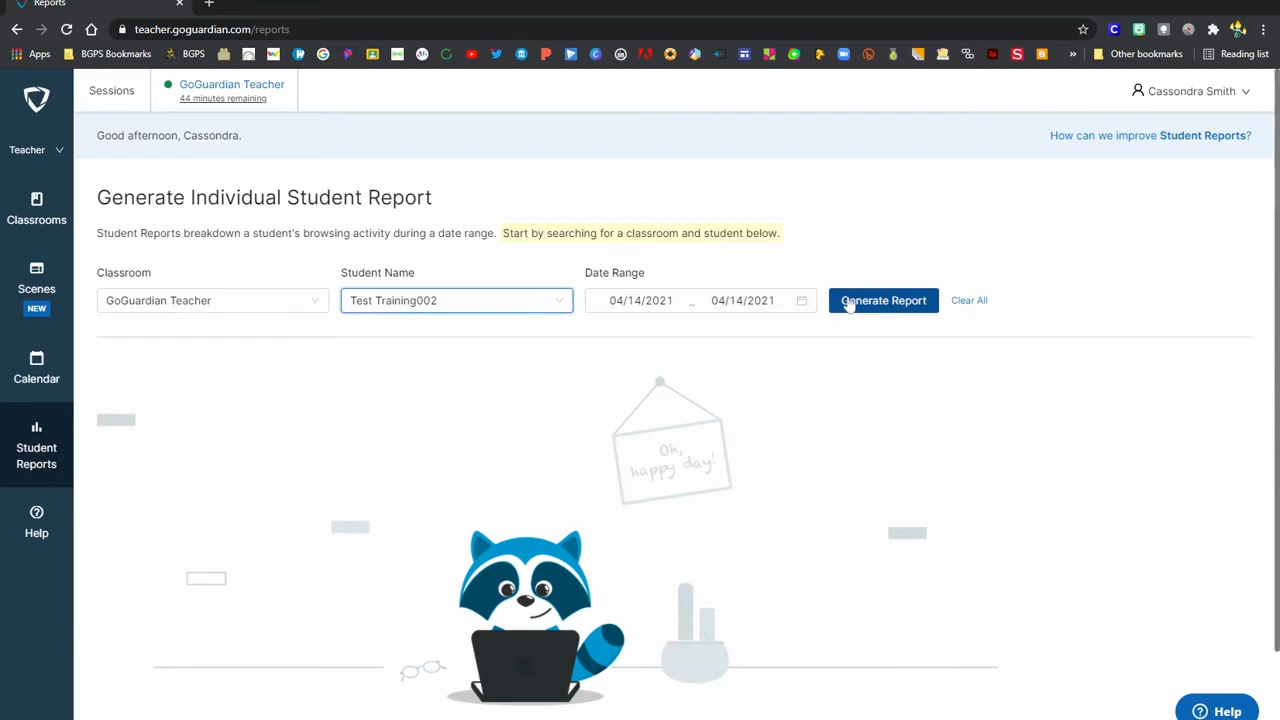 Reports
teacher.goguardian.com/reports
Apps
BGPS Bookmarks
BGPS
»
Other bookmarks
Reading list
Sessions
GoGuardian Teacher
44 minutes remaining
Cassondra Smith
Good afternoon, Cassondra.
How can we improve Student Reports?
Teacher
Classrooms
Scenes
NEW
Calendar
Student
Reports
Help
Generate Individual Student Report
Student Reports breakdown a student's browsing activity during a date range. Start by searching for a classroom and student below.
Classroom
Student Name
Date Range
GoGuardian Teacher
Test Training002
04/14/2021 ~ 04/14/2021
Generate Report
Clear All
Oh,
happy day!
Help